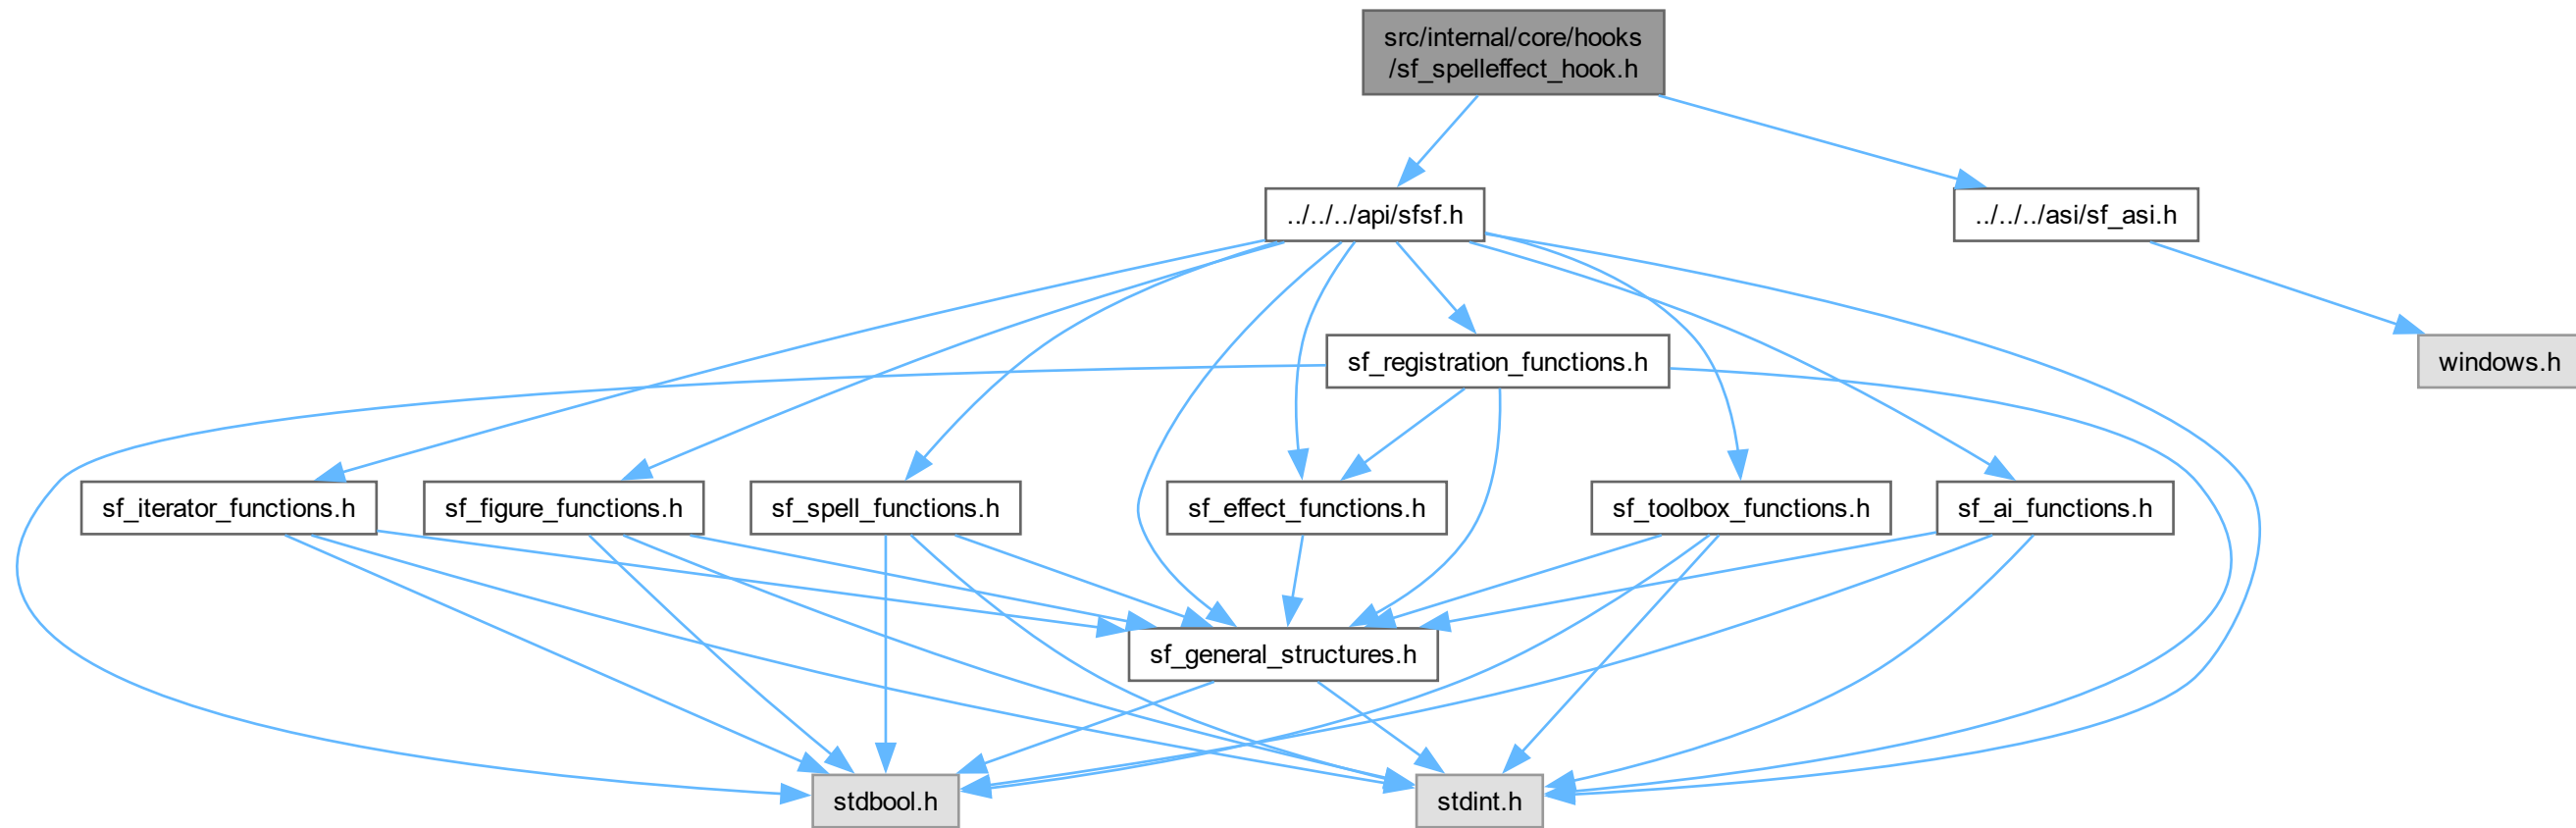 src/internal/core/hooks
/sf_spelleffect_hook.h
../../../api/sfsf.h
../../../asi/sf_asi.h
sf_registration_functions.h
windows.h
sf_iterator_functions.h
sf_figure_functions.h
sf_spell_functions.h
sf_effect_functions.h
sf_toolbox_functions.h
sf_ai_functions.h
sf_general_structures.h
stdbool.h
stdint.h